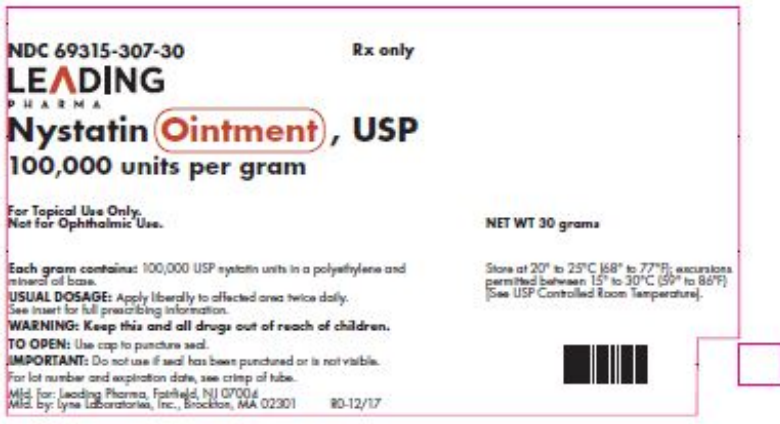 NDC 69315-307-30
Rx only
LEADING
PHARMA
Nystatin Ointment, USP
100,000 units per gram
For Topical Use Only.
Not for Ophthalmic Use.
NET WT 30 grams
Each gram contains: 100,000 USP nystatin units in a polyethylene and
mineral oil base.
USUAL DOSAGE: Apply liberally to affected area twice daily.
See insert for full prescribing information.
WARNING: Keep this and all drugs out of reach of children.
TO OPEN: Use cap to puncture seal.
IMPORTANT: Do not use if seal has been punctured or is not visible.
For lot number and expiration date, see crimp of tube.
Mfd. for: Leading Pharma, Fairfield, NJ 07004
Mfd. by: Lyne Laboratories, Inc., Brockton, MA 02301 R0-12/17
Store at 20° to 25°C (68° to 77°F); excursions
permitted between 15° to 30°C (59° to 86°F)
[See USP Controlled Room Temperature].